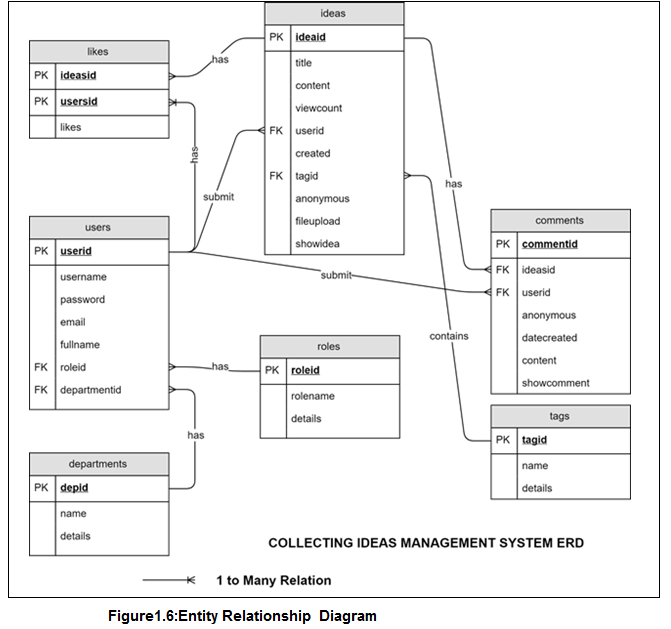 ideas
PK ideaid
title
content
viewcount
FK userid
created
FK tagid
anonymous
fileupload
showidea
likes
PK ideasid
PK usersid
likes
has
has
submit
has
users
PK userid
username
password
email
fullname
FK roleid
FK departmentid
submit
comments
PK commentid
FK ideasid
FK userid
anonymous
datecreated
content
showcomment
contains
has
roles
PK roleid
rolename
details
has
tags
PK tagid
name
details
departments
PK depid
name
details
COLLECTING IDEAS MANAGEMENT SYSTEM ERD
1 to Many Relation
Figure1.6:Entity Relationship Diagram